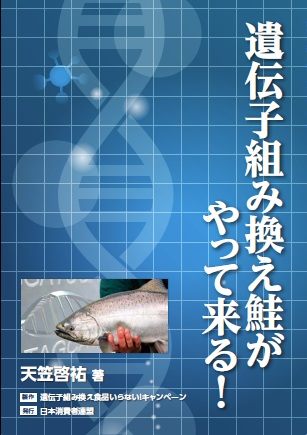 遺伝子組み換え鮭が
やって来る！
天笠啓祐 著
製作 遺伝子組み換え食品いらない！キャンペーン
発行 日本消費者連盟